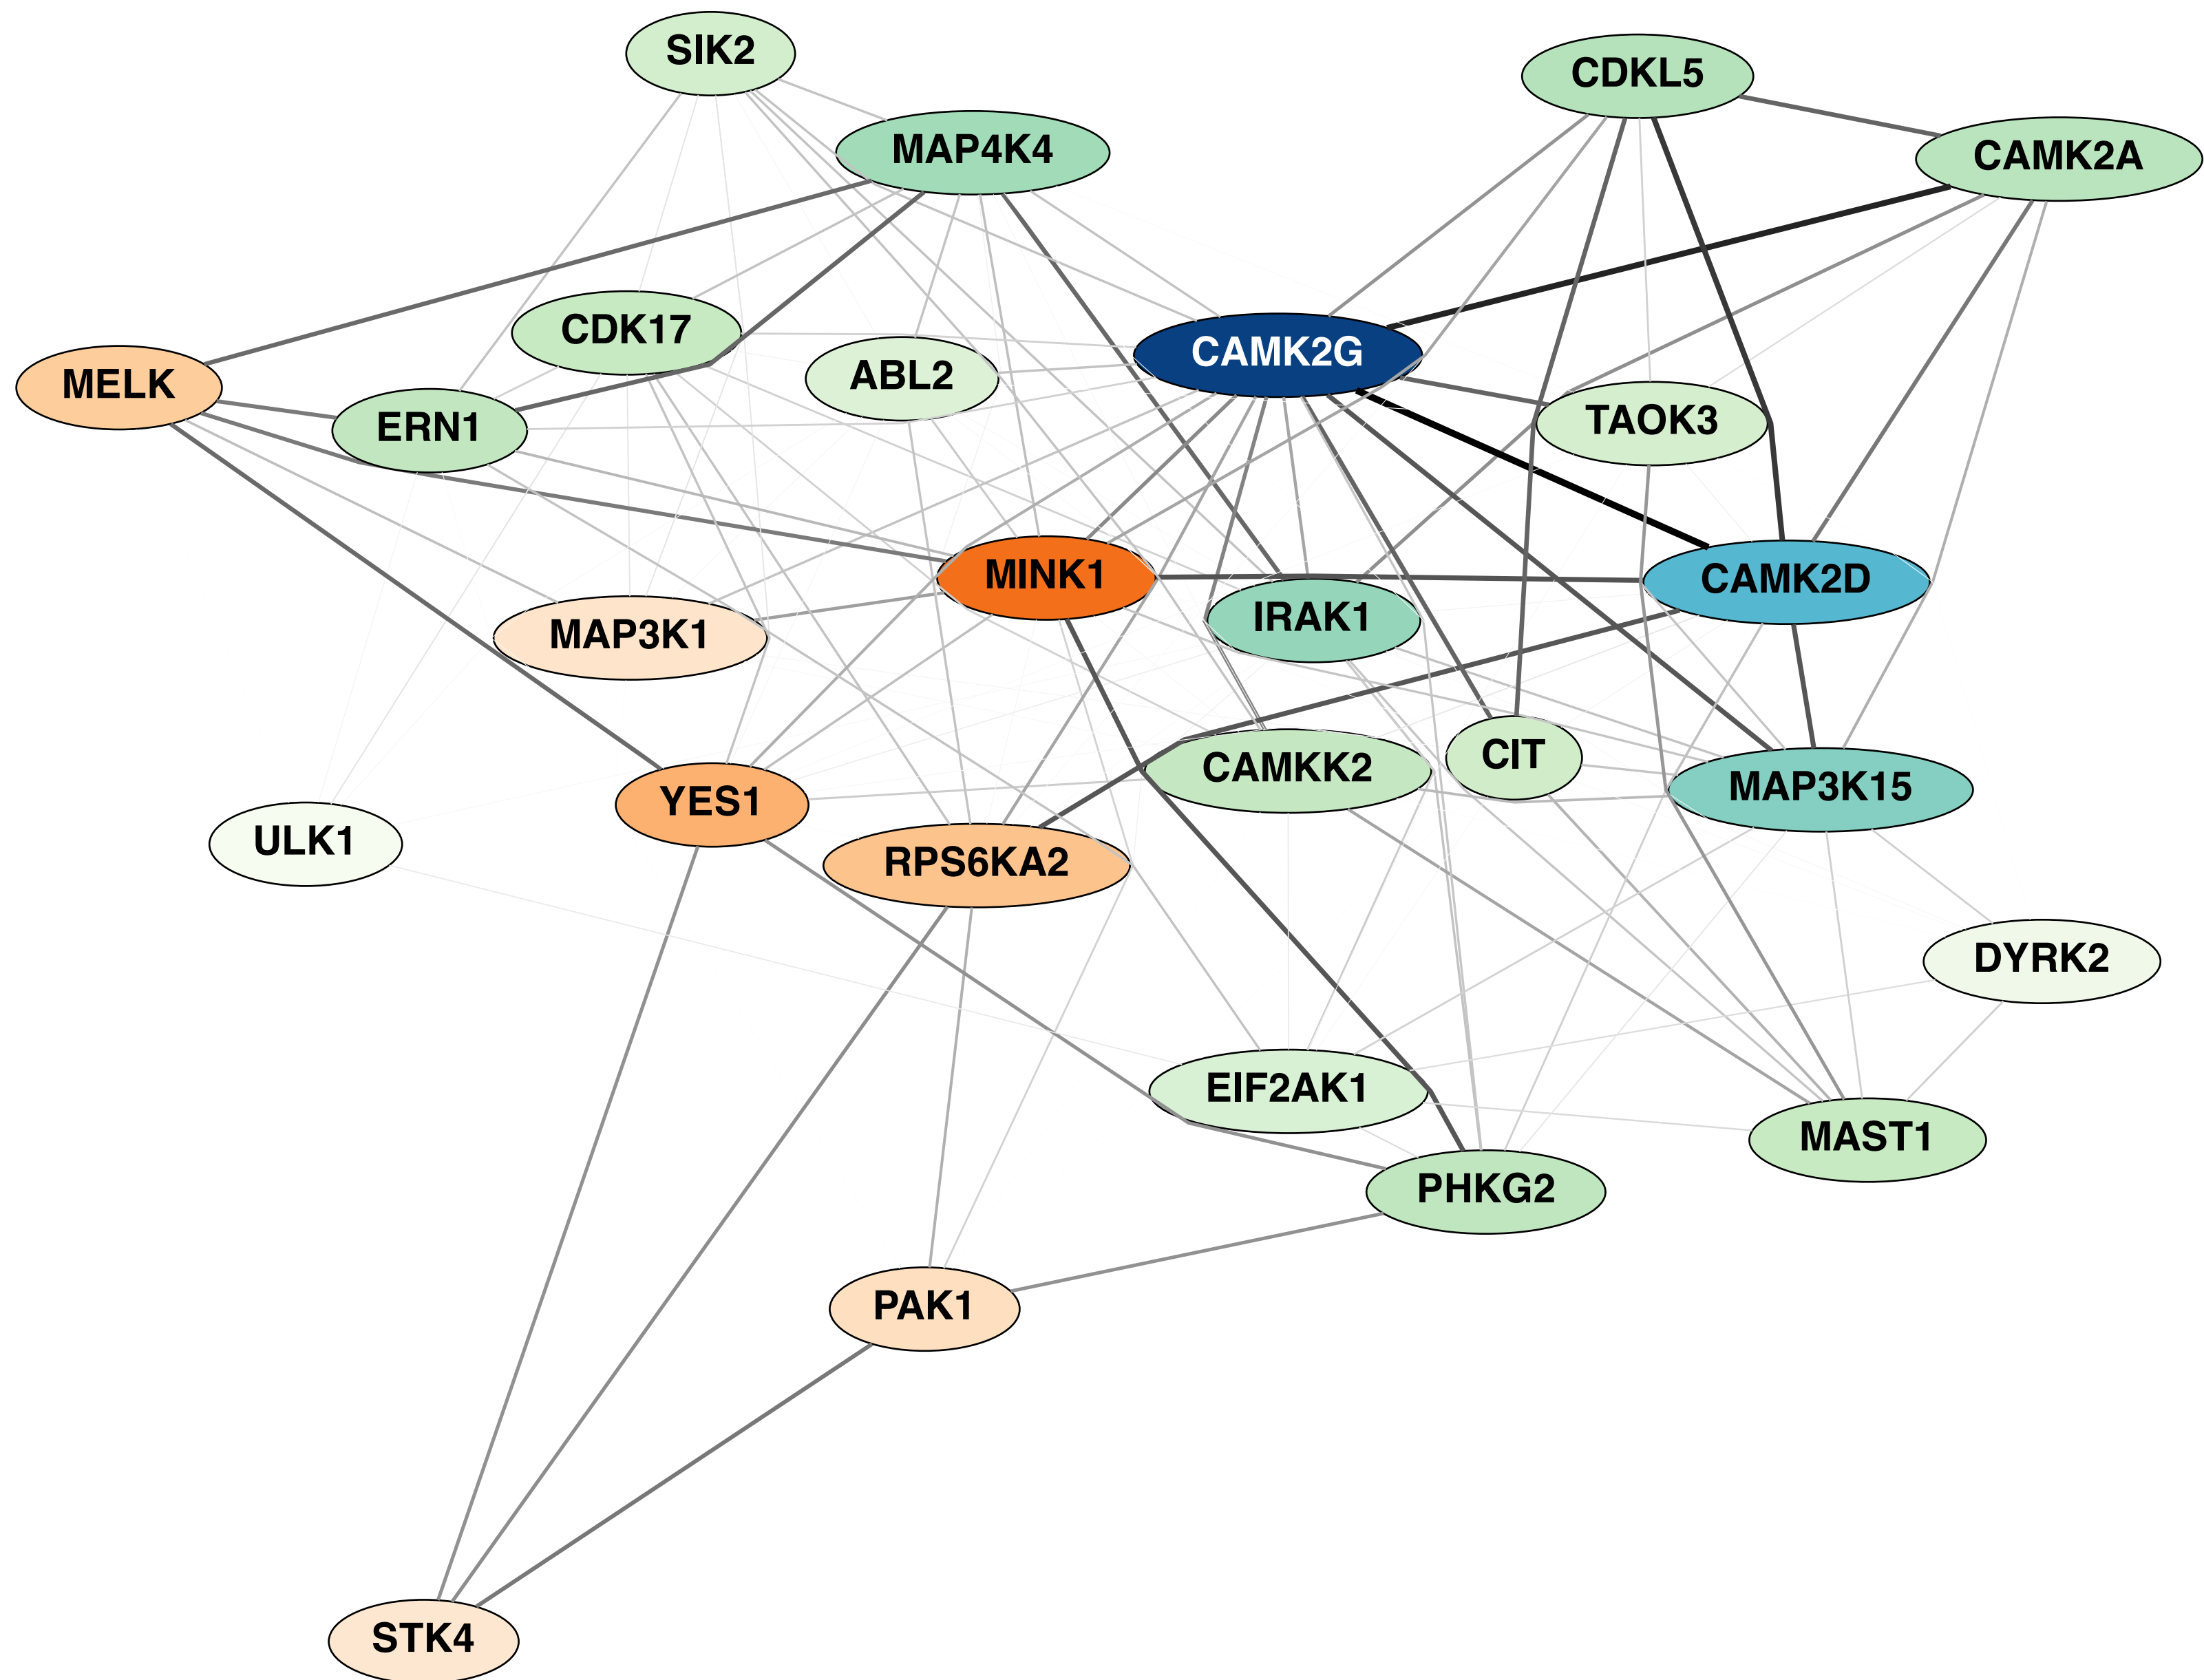 SIK2
CDKL5
MAP4K4
CAMK2A
CDK17
CAMK2G
ABL2
MELK
TAOK3
ERN1
MINK1
CAMK2D
IRAK1
MAP3K1
CIT
CAMKK2
MAP3K15
YES1
ULK1
RPS6KA2
DYRK2
EIF2AK1
MAST1
PHKG2
PAK1
STK4